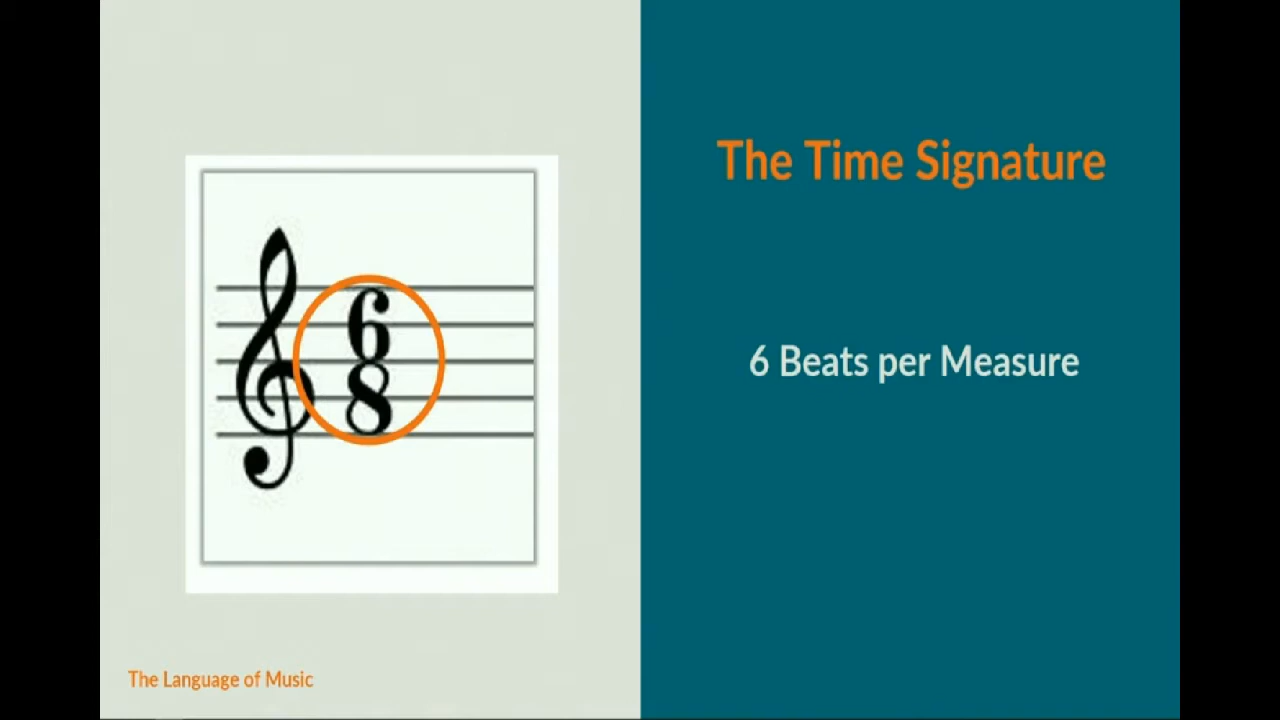 The Time Signature
6
8
6 Beats per Measure
The Language of Music